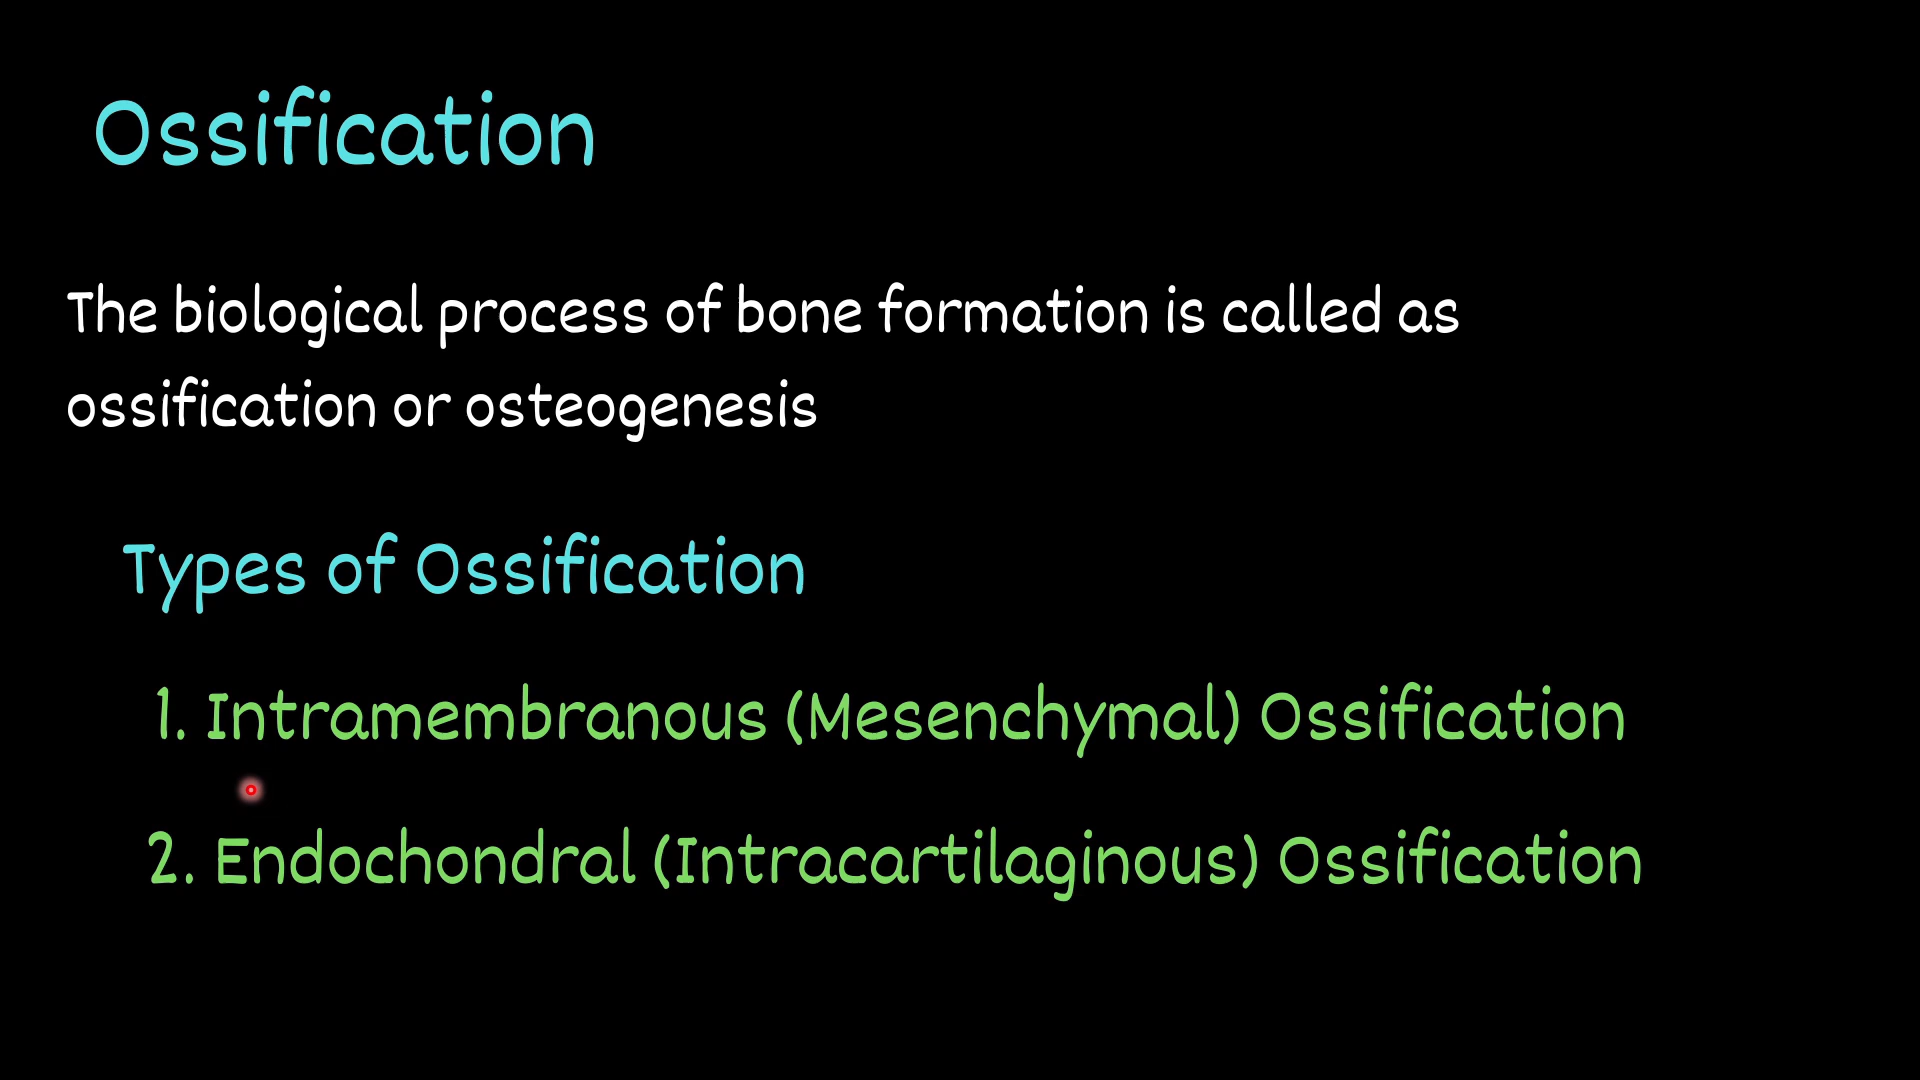 Ossification
The biological process of bone formation is called as
ossification or osteogenesis
Types of Ossification
1. Intramembranous (Mesenchymal) Ossification
2. Endochondral (Intracartilaginous) Ossification